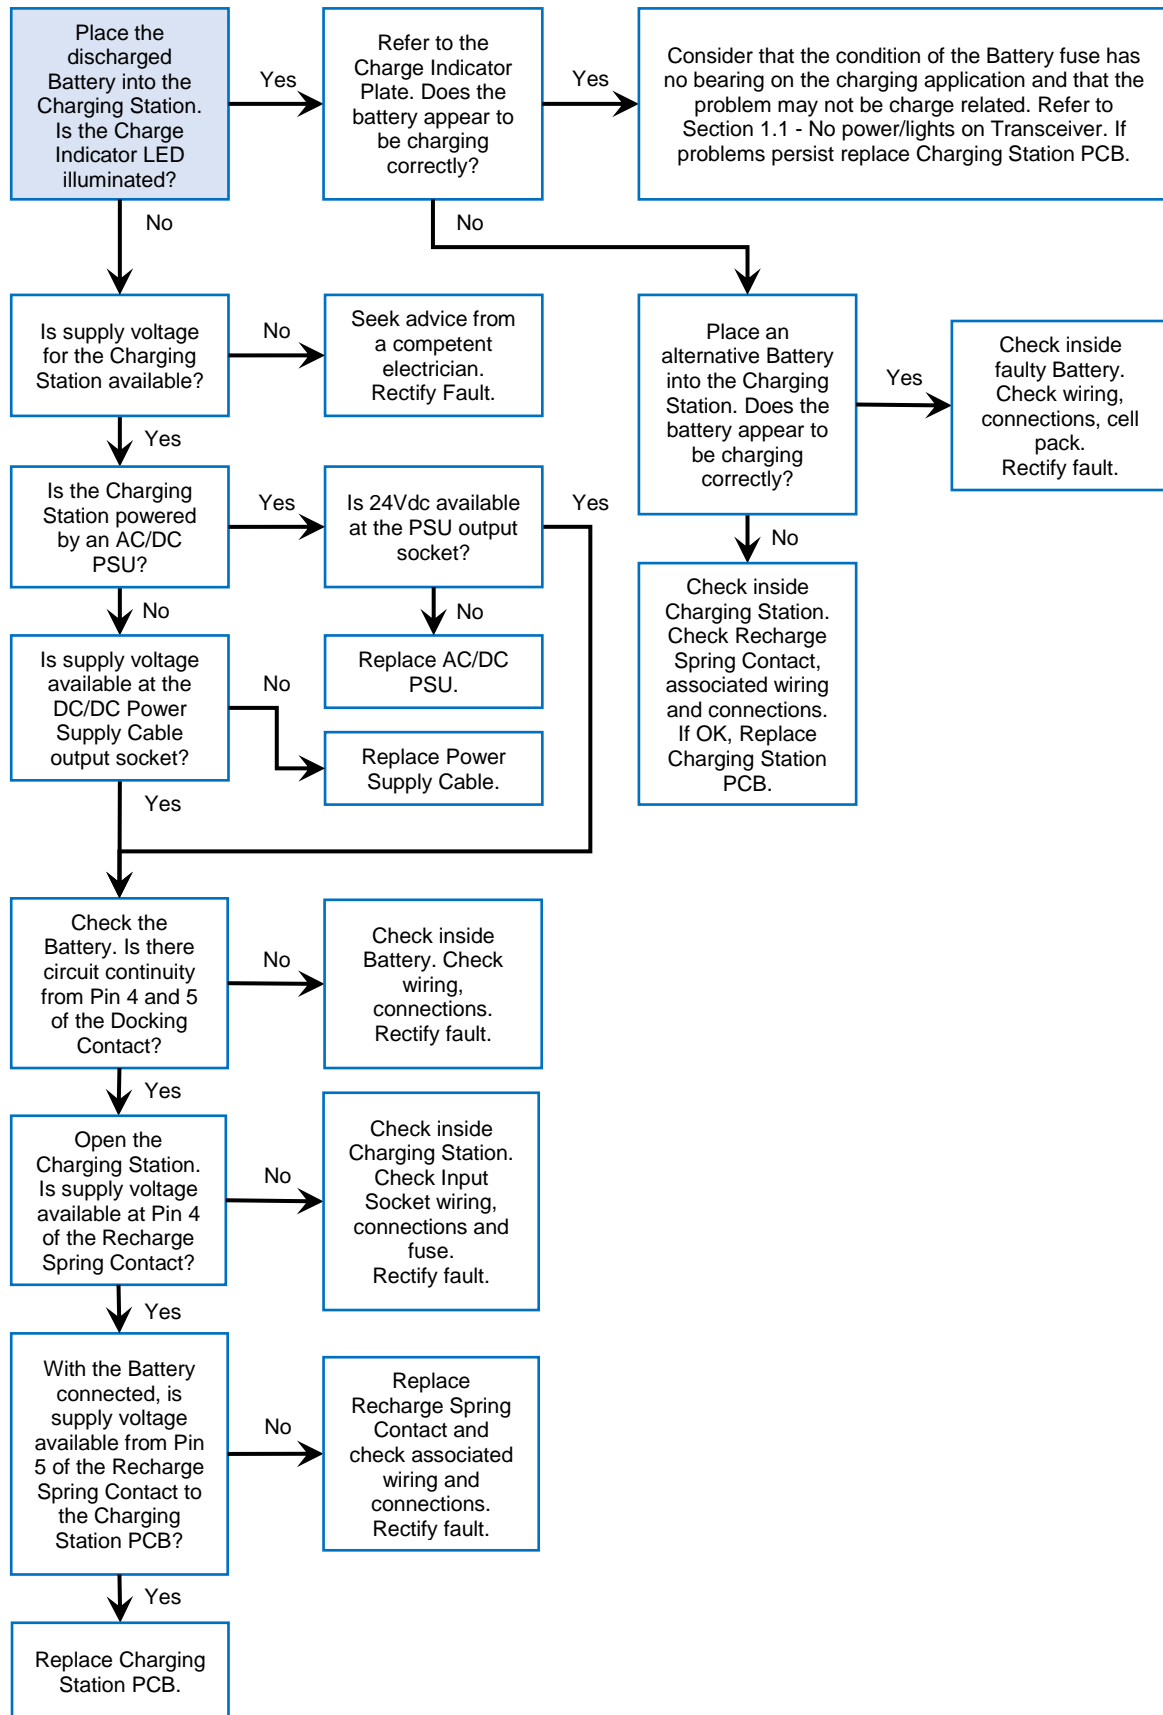 Place the
discharged
Battery into the
Charging Station.
Is the Charge
Indicator LED
illuminated?
Yes
Refer to the
Charge Indicator
Plate. Does the
battery appear to
be charging
correctly?
Yes
Consider that the condition of the Battery fuse has
no bearing on the charging application and that the
problem may not be charge related. Refer to
Section 1.1 - No power/lights on Transceiver. If
problems persist replace Charging Station PCB.
No
No
Is supply voltage
for the Charging
Station available?
No
Seek advice from
a competent
electrician.
Rectify Fault.
Place an
alternative Battery
into the Charging
Station. Does the
battery appear to
be charging
correctly?
Yes
Check inside
faulty Battery.
Check wiring,
connections, cell
pack.
Rectify fault.
Yes
Is the Charging
Station powered
by an AC/DC
PSU?
Yes
Is 24Vdc available
at the PSU output
socket?
Yes
No
Check inside
Charging Station.
Check Recharge
Spring Contact,
associated wiring
and connections.
If OK, Replace
Charging Station
PCB.
No
No
Replace AC/DC
PSU.
Is supply voltage
available at the
DC/DC Power
Supply Cable
output socket?
No
Replace Power
Supply Cable.
Yes
Check the
Battery. Is there
circuit continuity
from Pin 4 and 5
of the Docking
Contact?
No
Check inside
Battery. Check
wiring,
connections.
Rectify fault.
Yes
Open the
Charging Station.
Is supply voltage
available at Pin 4
of the Recharge
Spring Contact?
No
Check inside
Charging Station.
Check Input
Socket wiring,
connections and
fuse.
Rectify fault.
Yes
With the Battery
connected, is
supply voltage
available from Pin
5 of the Recharge
Spring Contact to
the Charging
Station PCB?
No
Replace
Recharge Spring
Contact and
check associated
wiring and
connections.
Rectify fault.
Yes
Replace Charging
Station PCB.